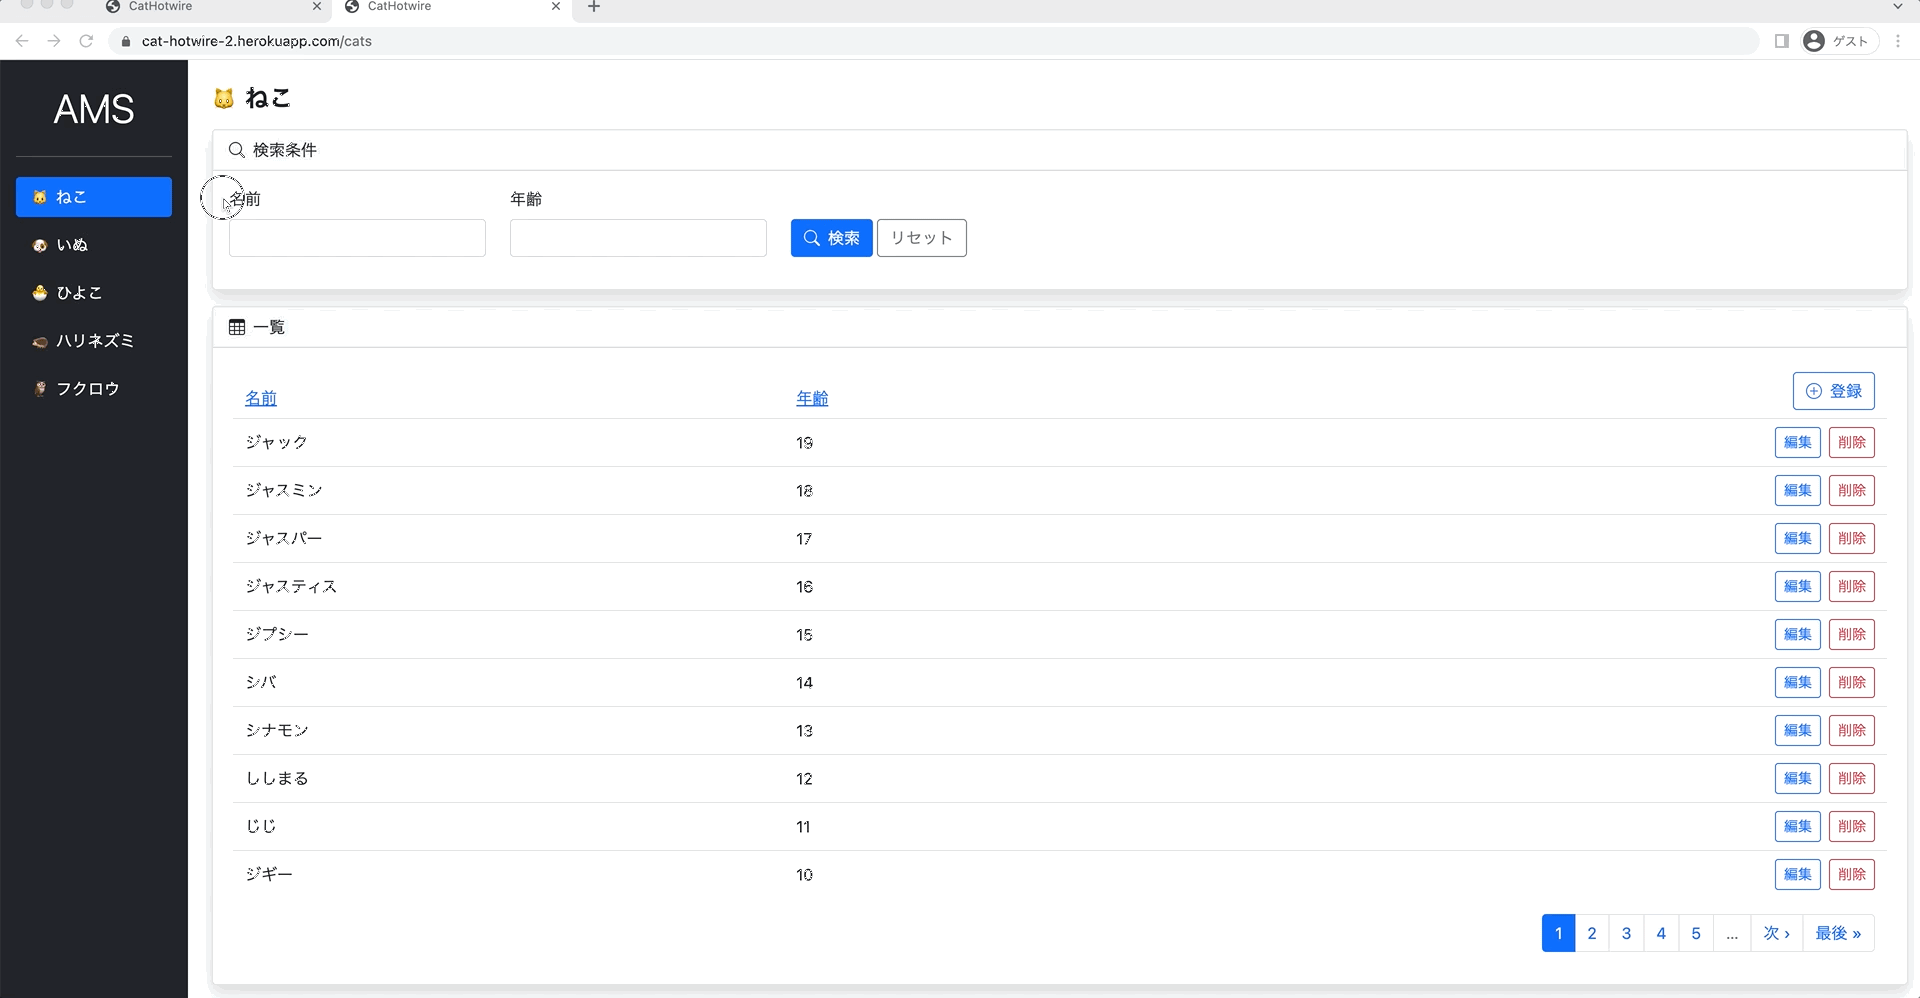 CatHotwire
CatHotwire
cat-hotwire-2.herokuapp.com/cats
ゲスト
AMS
ねこ
いぬ
ひよこ
ハリネズミ
フクロウ
ねこ
検索条件
名前 年齢
検索 リセット
一覧
名前 年齢 登録
ジャック 19 編集 削除
ジャスミン 18 編集 削除
ジャスパー 17 編集 削除
ジャスティス 16 編集 削除
ジプシー 15 編集 削除
シバ 14 編集 削除
シナモン 13 編集 削除
ししまる 12 編集 削除
じじ 11 編集 削除
ジギー 10 編集 削除
1 2 3 4 5 ... 次 › 最後 »